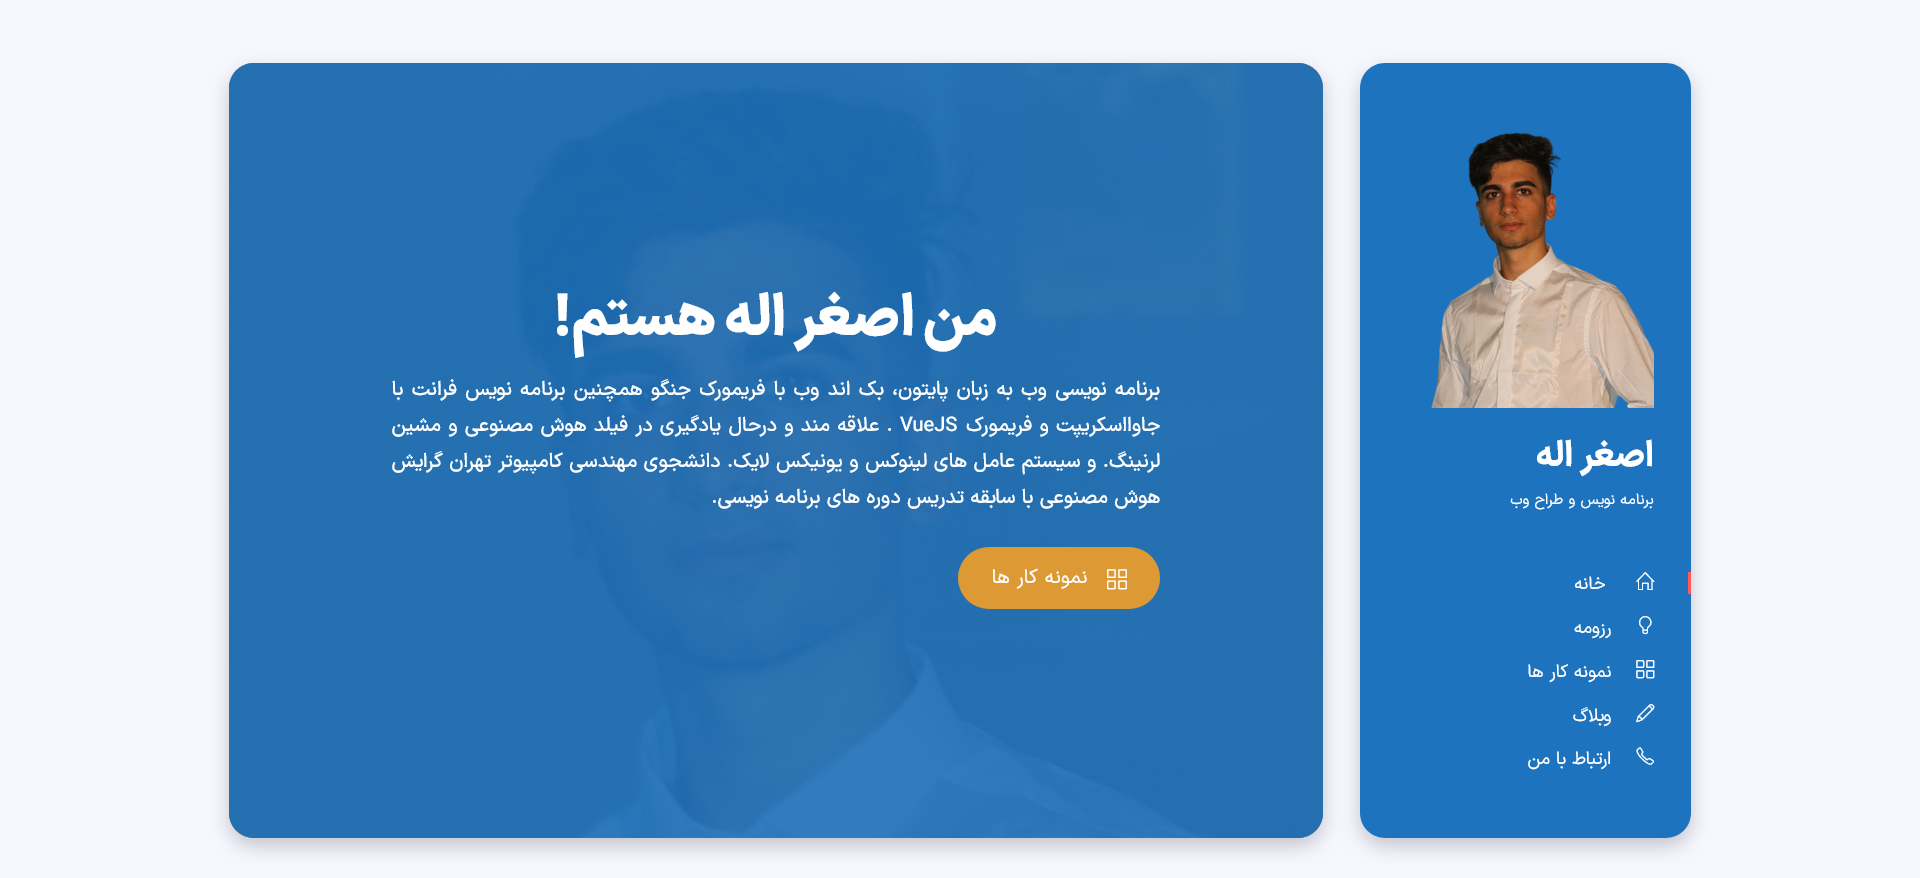 اصغر اله
برنامه نویس و طراح وب
خانه
رزومه
نمونه کار ها
وبلاگ
ارتباط با من
من اصغر اله هستم!
برنامه نویسی وب به زبان پایتون، بک اند وب با فریمورک جنگو همچنین برنامه نویس فرانت با
جاوااسکریپت و فریمورک VueJS . علاقه مند و درحال یادگیری در فیلد هوش مصنوعی و مشین
لرنینگ. و سیستم عامل های لینوکس و یونیکس لایک. دانشجوی مهندسی کامپیوتر تهران گرایش
هوش مصنوعی با سابقه تدریس دوره های برنامه نویسی.
نمونه کار ها